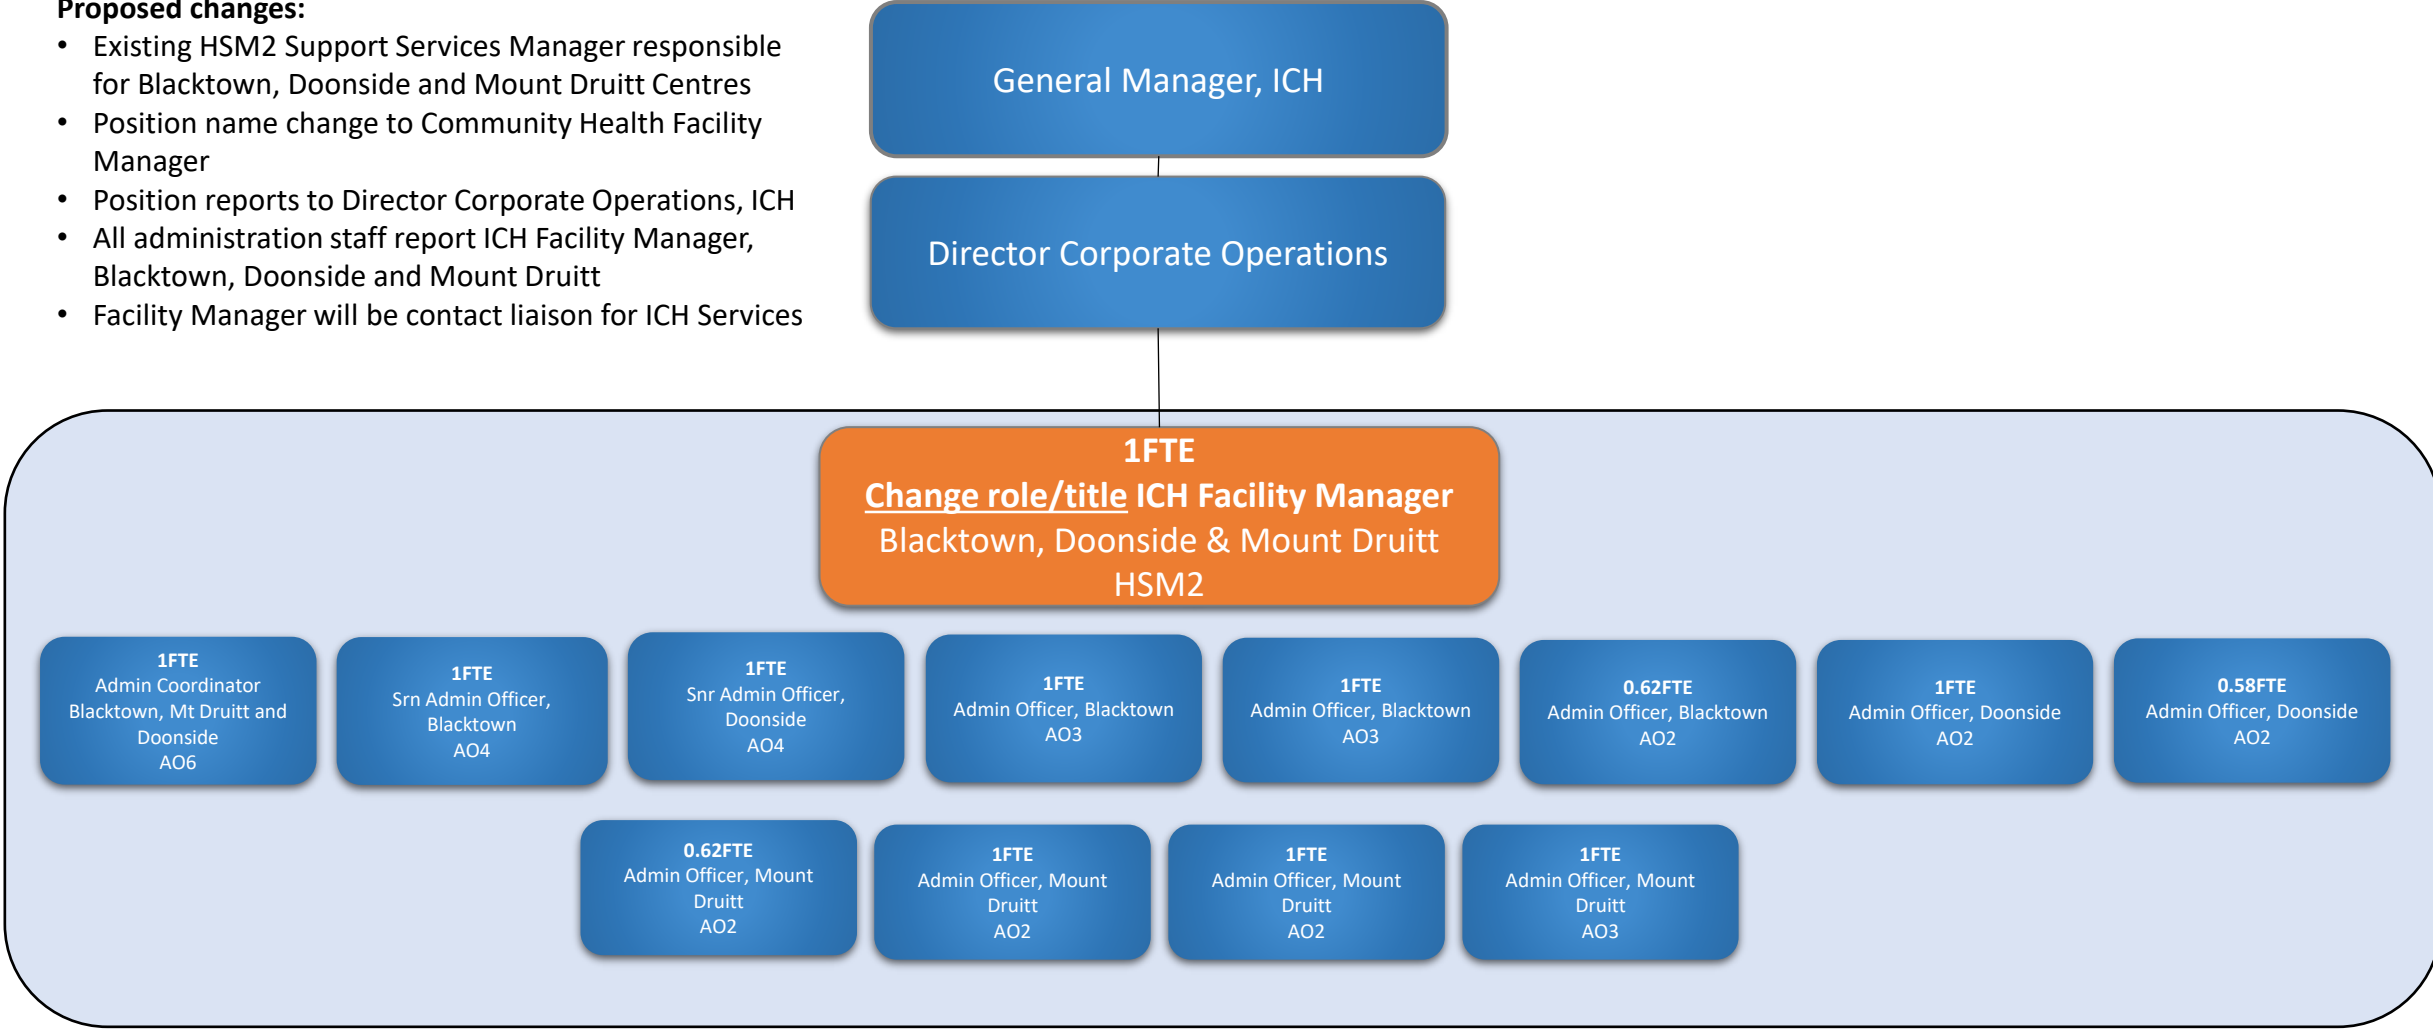 Proposed changes:
• Existing HSM2 Support Services Manager responsible
for Blacktown, Doonside and Mount Druitt Centres
• Position name change to Community Health Facility
Manager
• Position reports to Director Corporate Operations, ICH
• All administration staff report ICH Facility Manager,
Blacktown, Doonside and Mount Druitt
• Facility Manager will be contact liaison for ICH Services
General Manager, ICH
Director Corporate Operations
1FTE
Change role/title ICH Facility Manager
Blacktown, Doonside & Mount Druitt
HSM2
1FTE
Admin Coordinator
Blacktown, Mt Druitt and
Doonside
AO6
1FTE
Srn Admin Officer,
Blacktown
AO4
1FTE
Snr Admin Officer,
Doonside
AO4
1FTE
Admin Officer, Blacktown
AO3
1FTE
Admin Officer, Blacktown
AO3
0.62FTE
Admin Officer, Blacktown
AO2
1FTE
Admin Officer, Doonside
AO2
0.58FTE
Admin Officer, Doonside
AO2
0.62FTE
Admin Officer, Mount
Druitt
AO2
1FTE
Admin Officer, Mount
Druitt
AO2
1FTE
Admin Officer, Mount
Druitt
AO2
1FTE
Admin Officer, Mount
Druitt
AO3